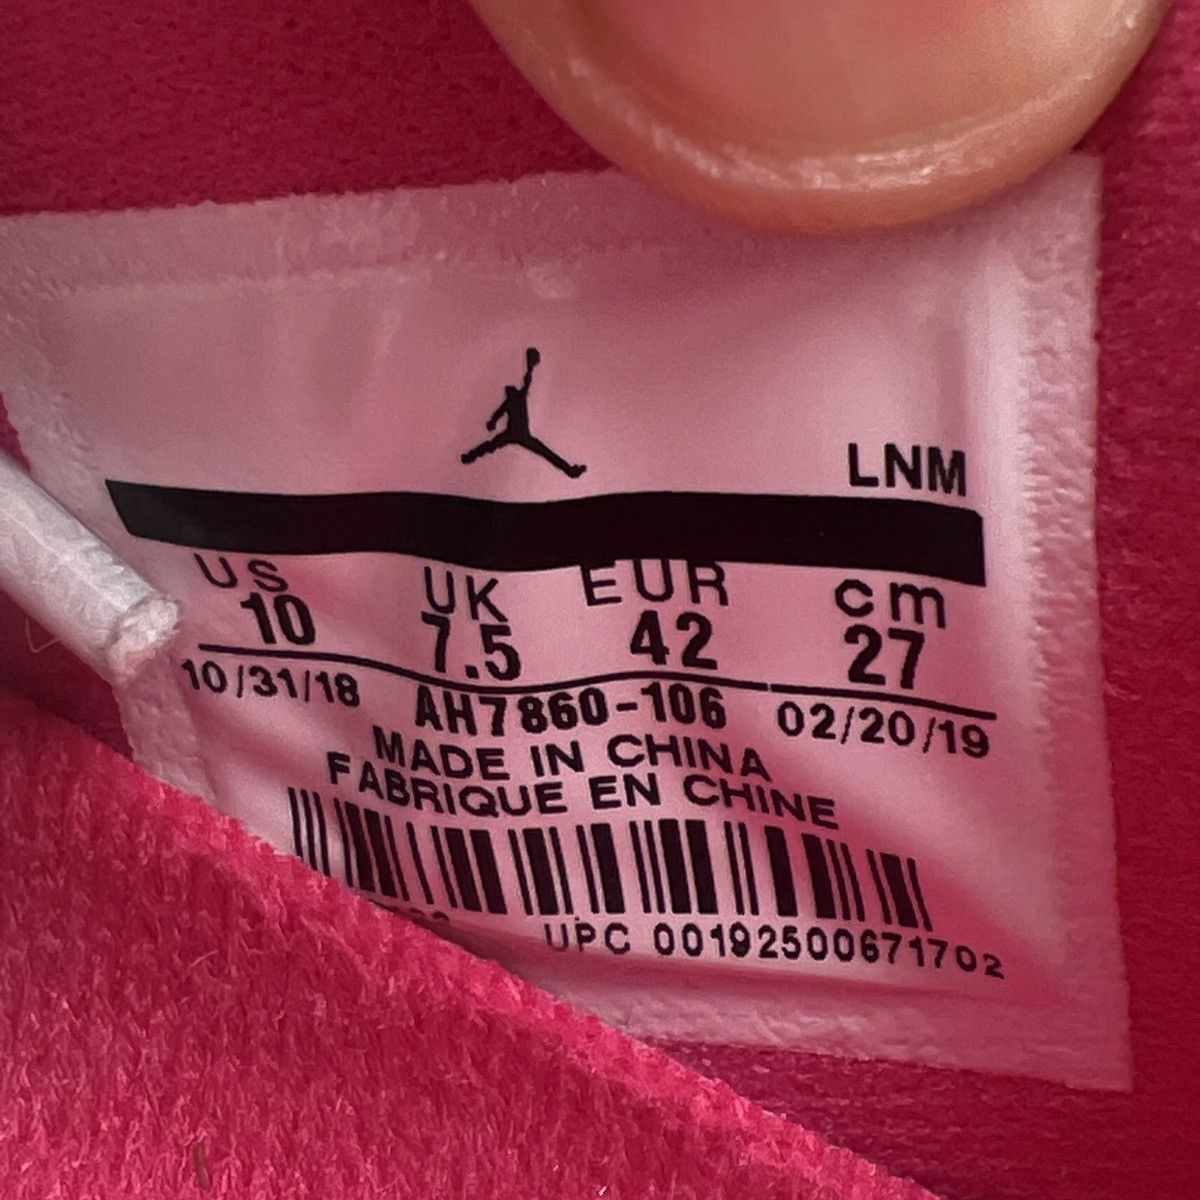 LNM
US UK EUR cm
10 7.5 42 27
10/31/18 AH7860-106 02/20/19
MADE IN CHINA
FABRIQUE EN CHINE
UPC 00192500671702